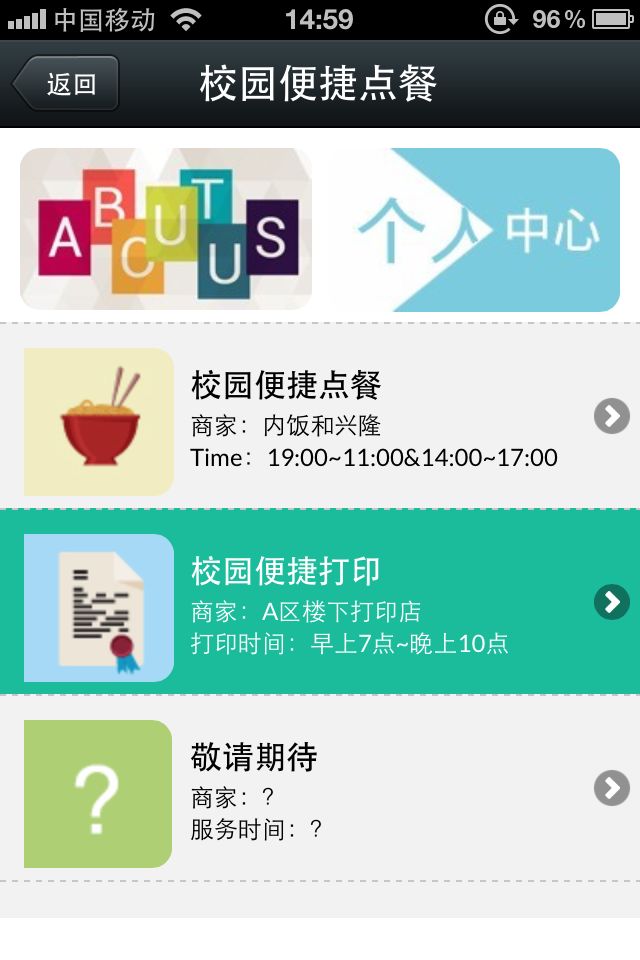 中国移动 14:59 96%
返回 校园便捷点餐
ABOUT US 个人中心
校园便捷点餐
商家：内饭和兴隆
Time：19:00~11:00&14:00~17:00
校园便捷打印
商家：A区楼下打印店
打印时间：早上7点~晚上10点
?
敬请期待
商家：？
服务时间：？